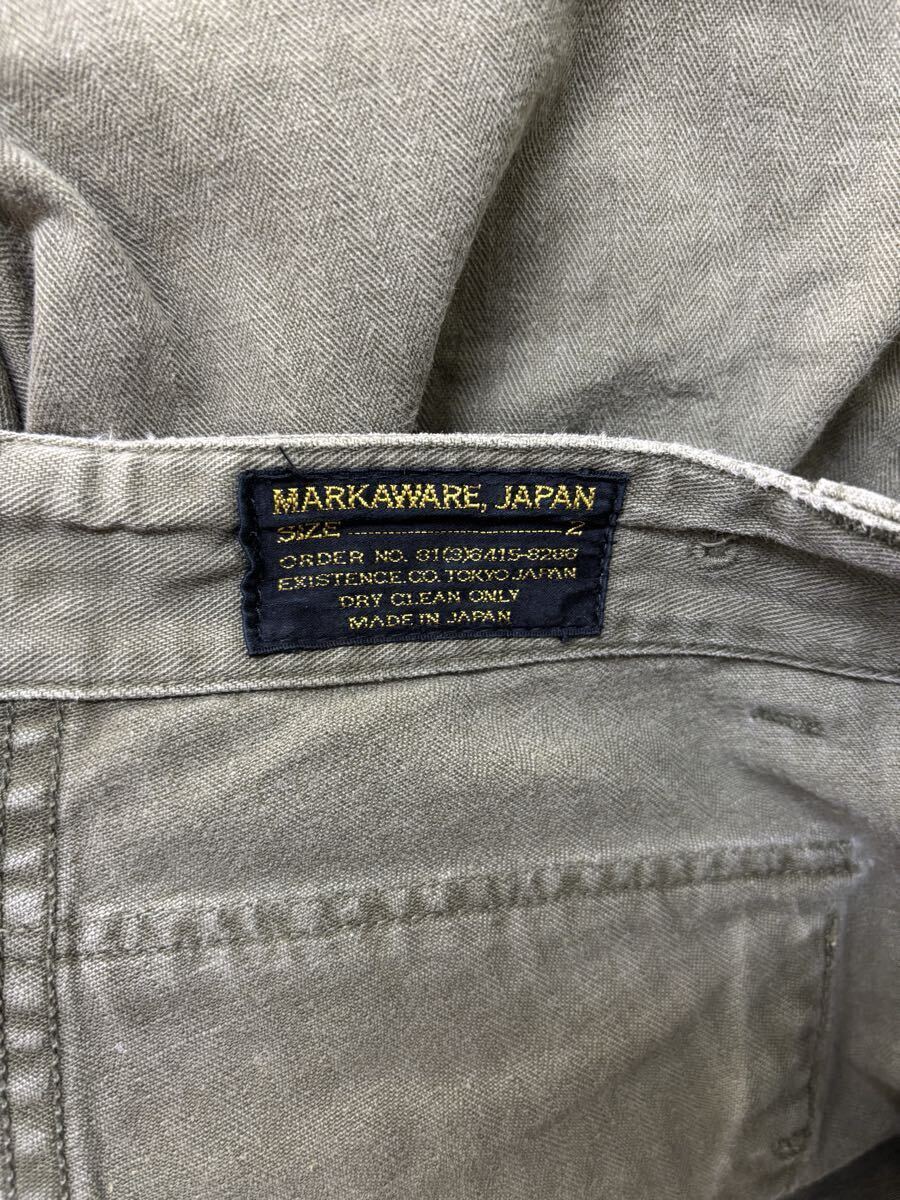 MARKAWARE, JAPAN
SIZE 2
ORDER NO. 81(3)6415-8286
EXISTENCE.CO.TOKYO.JAPAN
DRY CLEAN ONLY
MADE IN JAPAN